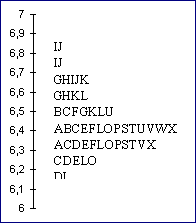 7
6,9
IJ
6,8
IJ
6,7
GHIJK
6,6
GHKL
6,5
BCFGKLU
6,4
ABCEFLOPSTUVWX
ACDEFLOPSTVX
6,3
CDELO
6,2
6,1
6